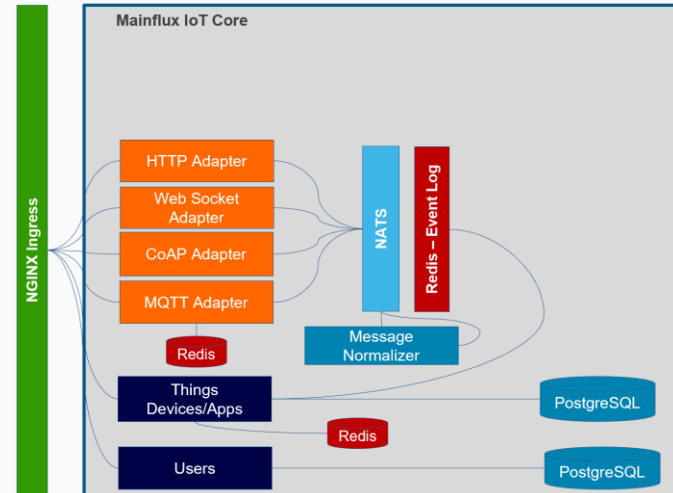 Mainflux IoT Core
NGINX Ingress
HTTP Adapter
Web Socket
Adapter
CoAP Adapter
MQTT Adapter
Redis
NATS
Redis – Event Log
Message
Normalizer
Things
Devices/Apps
Redis
PostgreSQL
Users
PostgreSQL